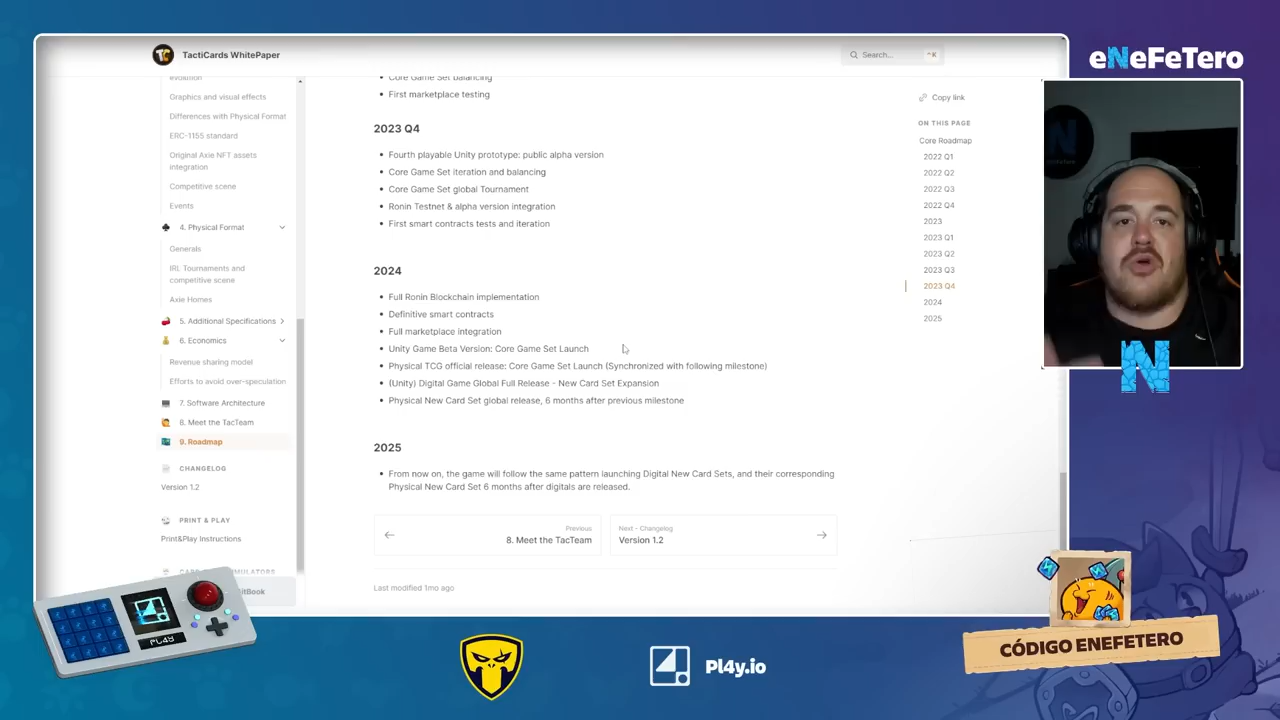 TactiCards WhitePaper
Search...
⌃K
eNeFeTero
evolution
Graphics and visual effects
Differences with Physical Format
ERC-1155 standard
Original Axie NFT assets
integration
Competitive scene
Events
4. Physical Format
Generals
IRL Tournaments and
competitive scene
Axie Homes
5. Additional Specifications
6. Economics
Revenue sharing model
Efforts to avoid over-speculation
7. Software Architecture
8. Meet the TacTeam
9. Roadmap
CHANGELOG
Version 1.2
PRINT & PLAY
Print&Play Instructions
Core Game Set balancing
First marketplace testing
2023 Q4
Fourth playable Unity prototype: public alpha version
Core Game Set iteration and balancing
Core Game Set global Tournament
Ronin Testnet & alpha version integration
First smart contracts tests and iteration
2024
Full Ronin Blockchain implementation
Definitive smart contracts
Full marketplace integration
Unity Game Beta Version: Core Game Set Launch
Physical TCG official release: Core Game Set Launch (Synchronized with following milestone)
(Unity) Digital Game Global Full Release - New Card Set Expansion
Physical New Card Set global release, 6 months after previous milestone
2025
From now on, the game will follow the same pattern launching Digital New Card Sets, and their corresponding
Physical New Card Set 6 months after digitals are released.
Previous
8. Meet the TacTeam
Next - Changelog
Version 1.2
Last modified 1mo ago
Copy link
ON THIS PAGE
Core Roadmap
2022 Q1
2022 Q2
2022 Q3
2022 Q4
2023
2023 Q1
2023 Q2
2023 Q3
2023 Q4
2024
2025
N
PLAY
Pl4y.io
CÓDIGO ENEFETERO